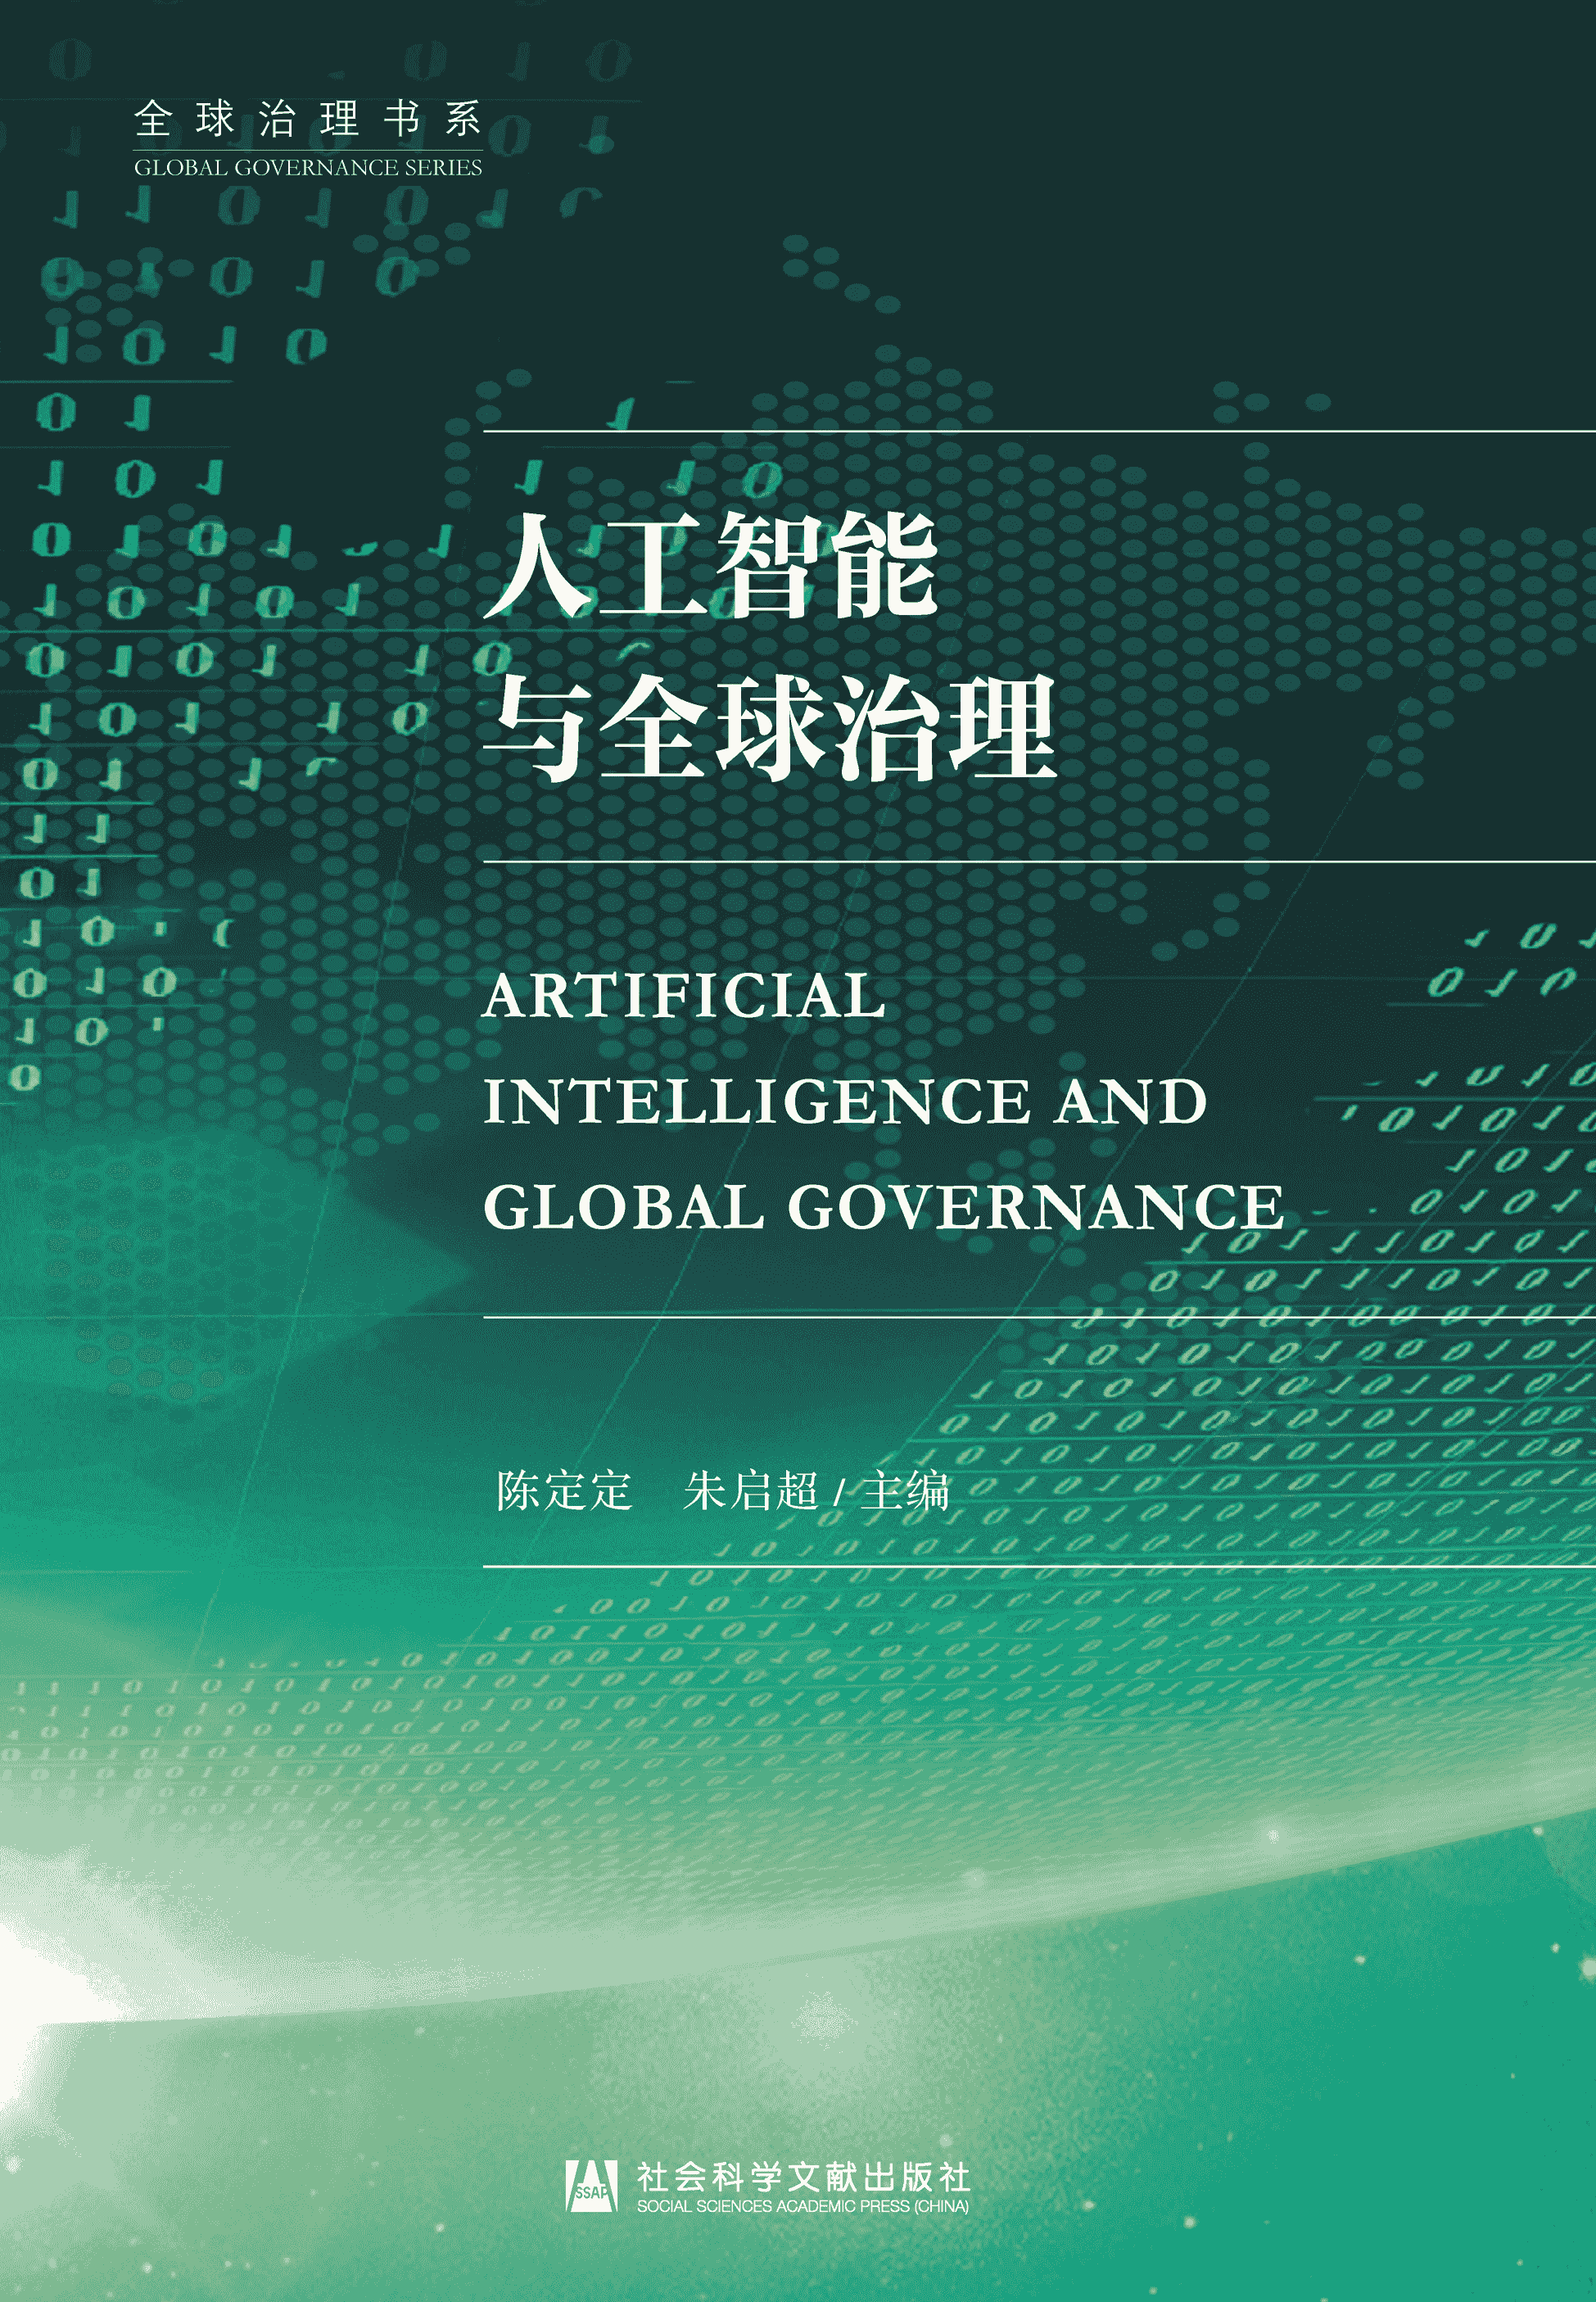 全球治理书系
GLOBAL GOVERNANCE SERIES
人工智能
与全球治理
ARTIFICIAL
INTELLIGENCE AND
GLOBAL GOVERNANCE
陈定定 朱启超 / 主编
SSAP
社会科学文献出版社
SOCIAL SCIENCES ACADEMIC PRESS (CHINA)